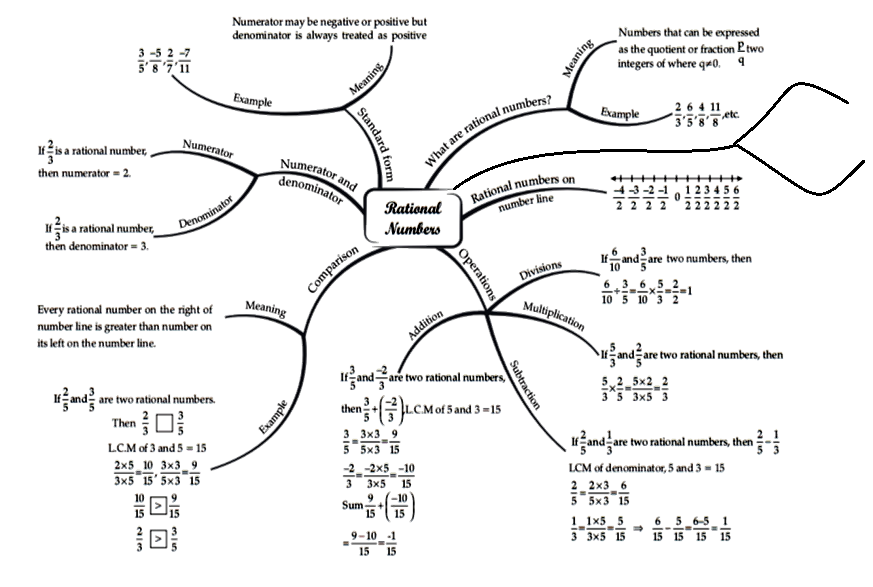 Rational
Numbers
What are rational numbers?
Meaning
Numbers that can be expressed
as the quotient or fraction p/q two
integers of where q≠0.
Example
2/3, 6/5, 4/8, 11/8, etc.
Rational numbers on
number line
-4/2 -3/2 -2/2 -1/2 0 1/2 2/2 3/2 4/2 5/2 6/2
Operations
Divisions
If 6/10 and 3/5 are two numbers, then
6/10 ÷ 3/5 = 6/10 × 5/3 = 2/2 = 1
Multiplication
If 5/3 and 2/5 are two rational numbers, then
5/3 × 2/5 = 5×2/3×5 = 2/3
Subtraction
If 2/5 and 1/3 are two rational numbers, then 2/5 - 1/3
LCM of denominator, 5 and 3 = 15
2/5 = 2×3/5×3 = 6/15
1/3 = 1×5/3×5 = 5/15 ⇒ 6/15 - 5/15 = 6-5/15 = 1/15
Addition
If 3/5 and -2/3 are two rational numbers,
then 3/5 + (-2/3) L.C.M of 5 and 3 = 15
3/5 = 3×3/5×3 = 9/15
-2/3 = -2×5/3×5 = -10/15
Sum 9/15 + (-10/15)
= 9-10/15 = -1/15
Comparison
Meaning
Every rational number on the right of
number line is greater than number on
its left on the number line.
Example
If 2/5 and 3/5 are two rational numbers.
Then 2/3 □ 3/5
L.C.M of 3 and 5 = 15
2×5/3×5 = 10/15, 3×3/5×3 = 9/15
10/15 > 9/15
2/3 > 3/5
Numerator and
denominator
Numerator
If 2/3 is a rational number,
then numerator = 2.
Denominator
If 2/3 is a rational number,
then denominator = 3.
Standard form
Meaning
Numerator may be negative or positive but
denominator is always treated as positive
Example
3/5, -5/8, 2/7, -7/11